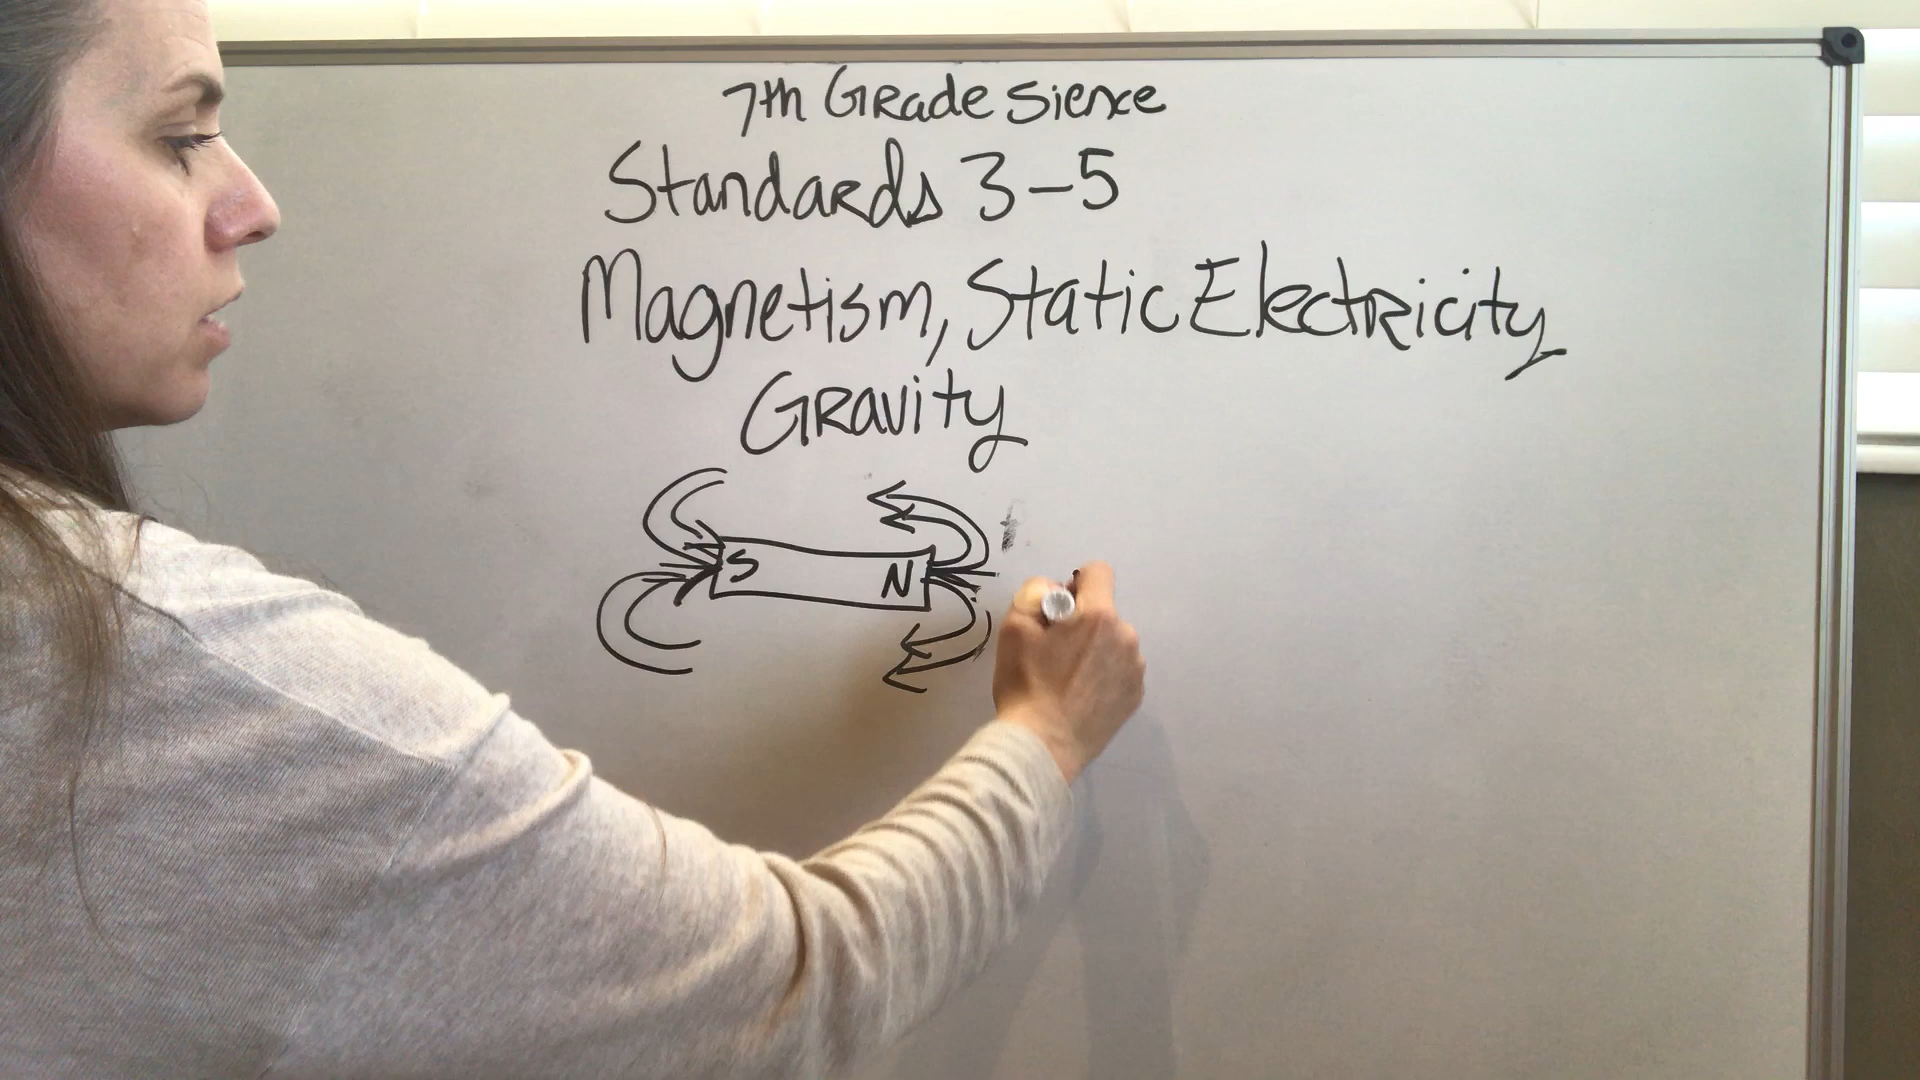 7th Grade Sience
Standards 3-5
Magnetism, Static Electricity
Gravity
S N